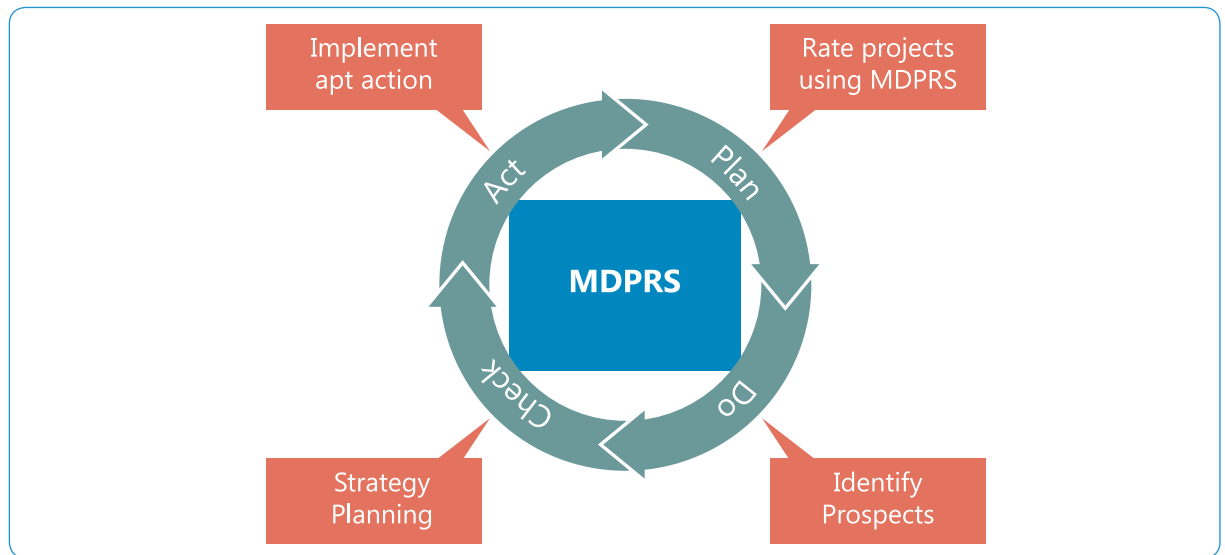 Implement
apt action
Rate projects
using MDPRS
Act
Plan
MDPRS
Check
Do
Strategy
Planning
Identify
Prospects